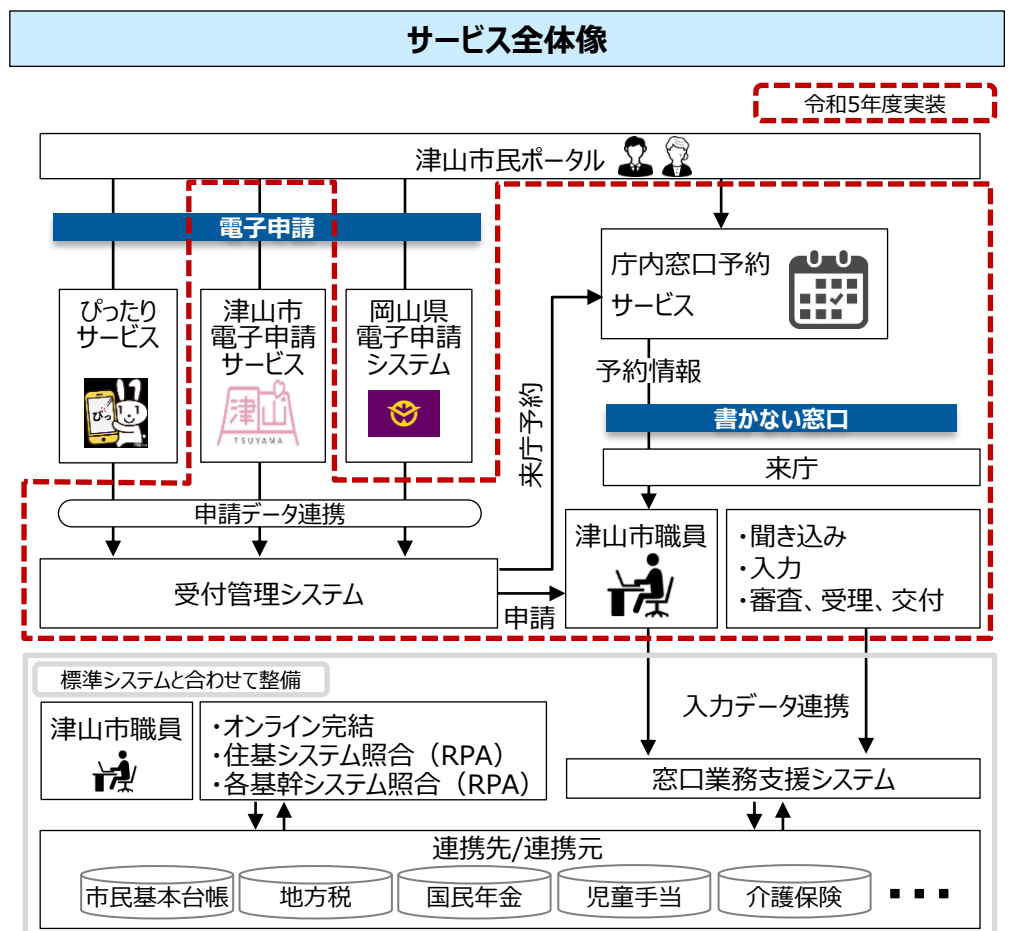 サービス全体像
令和5年度実装
津山市民ポータル
電子申請
ぴったり
サービス
ぴっ
津山市
電子申請
サービス
津山
TSUYAMA
岡山県
電子申請
システム
庁内窓口予約
サービス
予約情報
来庁予約
書かない窓口
来庁
申請データ連携
受付管理システム
申請
津山市職員
・聞き込み
・入力
・審査、受理、交付
標準システムと合わせて整備
津山市職員
・オンライン完結
・住基システム照合（RPA）
・各基幹システム照合（RPA）
入力データ連携
窓口業務支援システム
連携先/連携元
市民基本台帳
地方税
国民年金
児童手当
介護保険